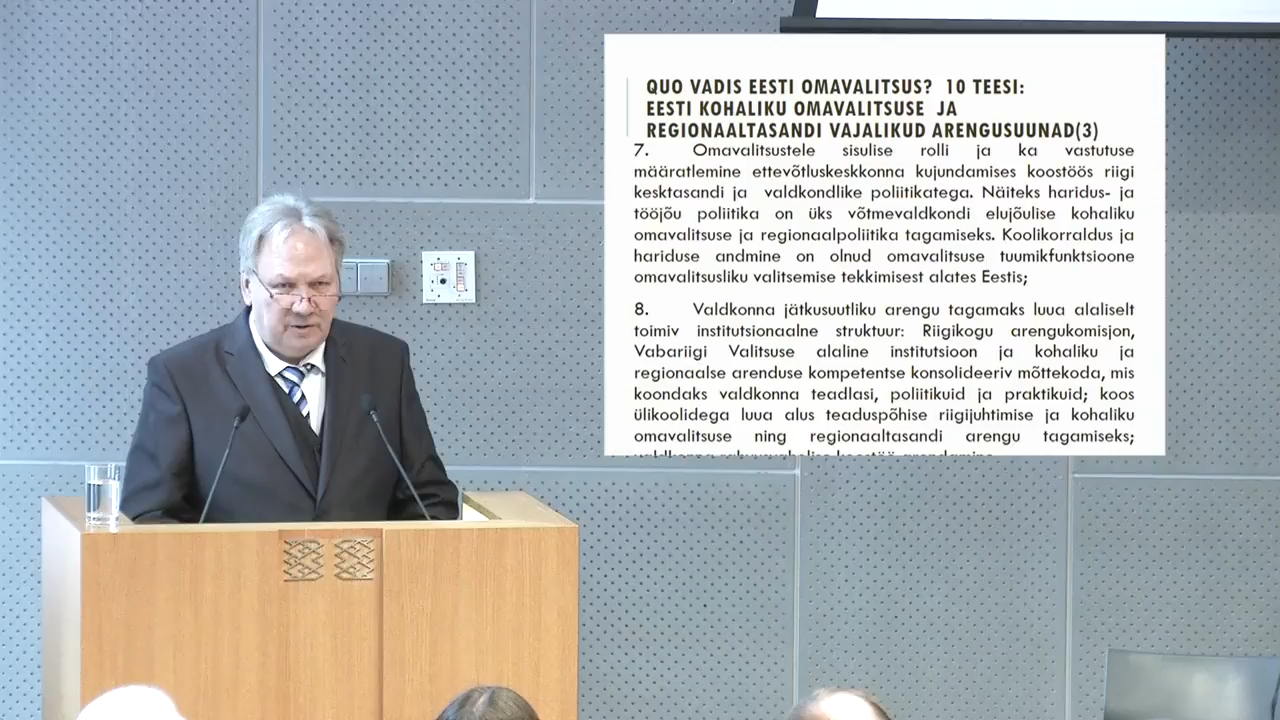 QUO VADIS EESTI OMAVALITSUS? 10 TEESI:
EESTI KOHALIKU OMAVALITSUSE JA
REGIONAALTASANDI VAJALIKUD ARENGUSUUNAD(3)
7. Omavalitsustele sisulise rolli ja ka vastutuse
määratlemine ettevõtluskeskkonna kujundamises koostöös riigi
kesktasandi ja valdkondlike poliitikatega. Näiteks haridus- ja
tööjõu poliitika on üks võtmevaldkondi elujõulise kohaliku
omavalitsuse ja regionaalpoliitika tagamiseks. Koolikorraldus ja
hariduse andmine on olnud omavalitsuse tuumikfunktsioone
omavalitsusliku valitsemise tekkimisest alates Eestis;
8. Valdkonna jätkusuutliku arengu tagamaks luua alaliselt
toimiv institutsionaalne struktuur: Riigikogu arengukomisjon,
Vabariigi Valitsuse alaline institutsioon ja kohaliku ja
regionaalse arenduse kompetentse konsolideeriv mõttekoda, mis
koondaks valdkonna teadlasi, poliitikuid ja praktikuid; koos
ülikoolidega luua alus teaduspõhise riigijuhtimise ja kohaliku
omavalitsuse ning regionaaltasandi arengu tagamiseks;